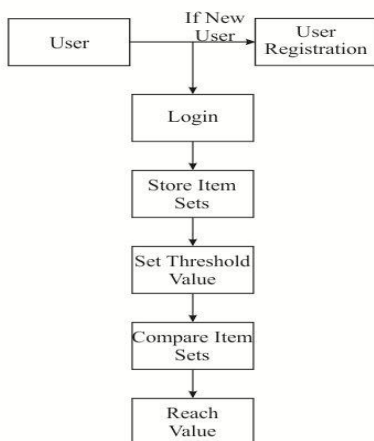 If New
User
User
User
Registration
Login
Store Item
Sets
Set Threshold
Value
Compare Item
Sets
Reach
Value